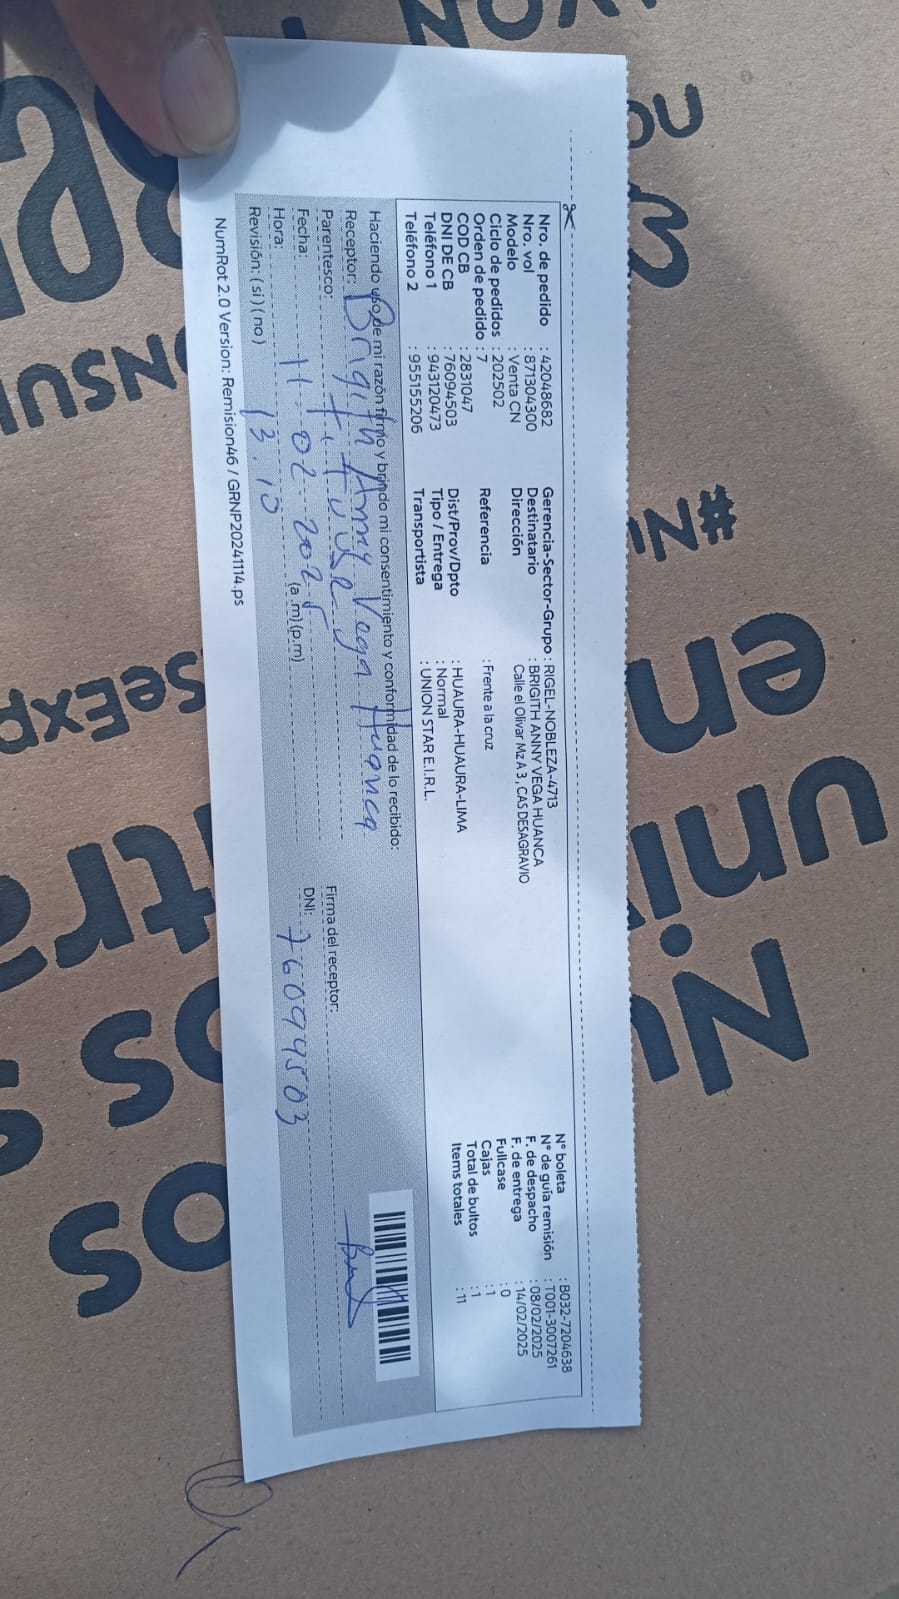 Nro. de pedido : 42048682
Nro. vol : 871304300
Modelo : Venta CN
Ciclo de pedidos : 202502
Orden de pedido : 7
COD CB : 2831047
DNI DE CB : 76094503
Teléfono 1 : 943120473
Teléfono 2 : 955155206
Gerencia-Sector-Grupo : RIGEL-NOBLEZA-4713
Destinatario : BRIGITH ANNY VEGA HUANCA
Dirección Calle el Olivar Mz A 3 , CAS DESAGRAVIO
Referencia : Frente a la cruz
Dist/Prov/Dpto : HUAURA-HUAURA-LIMA
Tipo / Entrega : Normal
Transportista : UNION STAR E.I.R.L.
N° boleta : B032-7204638
N° de guía remisión : T001-3007261
F. de despacho : 08/02/2025
F. de entrega : 14/02/2025
Fullcase : 0
Cajas : 1
Total de bultos : 1
Items totales : 11
Haciendo uso de mi razón firmo y brindo mi consentimiento y conformidad de lo recibido:
Receptor: Brigith Anny Vega Huanca
Parentesco:
Fecha: 11 02 2025
Hora: 13.10 (a .m) (p.m)
Revisión: ( si ) ( no )
Firma del receptor:
DNI: 76094503
NumRot 2.0 Version: Remision46 / GRNP20241114.ps
en